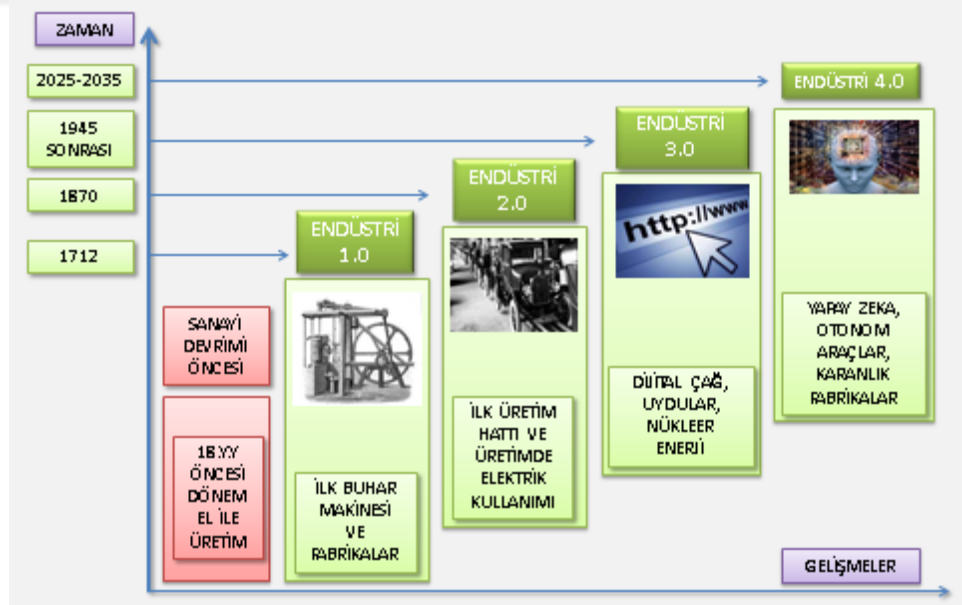 ZAMAN
2025-2035
ENDÜSTRİ 4.0
1945
SONRASI
ENDÜSTRİ
3.0
1870
ENDÜSTRİ
2.0
1712
ENDÜSTRİ
1.0
http://www
SANAYİ
DEVRİMİ
ÖNCESİ
18.YY
ÖNCESİ
DÖNEM
EL İLE
ÜRETİM
İLK BUHAR
MAKİNESİ
VE
FABRİKALAR
İLK ÜRETİM
HATTI VE
ÜRETİMDE
ELEKTRİK
KULLANIMI
DİJİTAL ÇAĞ,
UYDULAR,
NÜKLEER
ENERJİ
YAPAY ZEKA,
OTONOM
ARAÇLAR,
KARANLIK
FABRİKALAR
GELİŞMELER